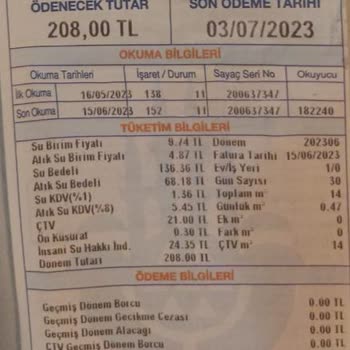 ÖDENECEK TUTAR SON ÖDEME TARİHİ
208,00 TL 03/07/2023
OKUMA BİLGİLERİ
Okuma Tarihleri İşaret / Durum Sayaç Seri No Okuyucu
İlk Okuma 16/05/2023 138 11 20063734/ -
Son Okuma 15/06/2023 152 11 20063734/ 182240
TÜKETİM BİLGİLERİ
Su Birim Fiyatı 9.74 TL Dönem 202306
Atık Su Birim Fiyatı 4.87 TL Fatura Tarihi 15/06/2023
Su Bedeli 136.36 TL Ev/İş Yeri 1/0
Atık Su Bedeli 68.18 TL Gün Sayısı 30
Su KDV(%1) 1.36 TL Toplam m² 14
Atık Su KDV(%8) 5.45 TL Günlük m² 0.47
ÇTV 21.00 TL Ek m² 0
Ön Küsurat 0.30 TL Fark m² 0
İnsani Su Hakkı İnd. 24.35 TL ÇTV m² 14
Dönem Tutarı 208.00 TL
ÖDEME BİLGİLERİ
Geçmiş Dönem Borcu 0.00 TL
Geçmiş Dönem Gecikme Cezası 0.00 TL
Geçmiş Dönem Alacağı 0.00 TL
ÇTV Geçmiş Dönem Borcu 0.00 TL